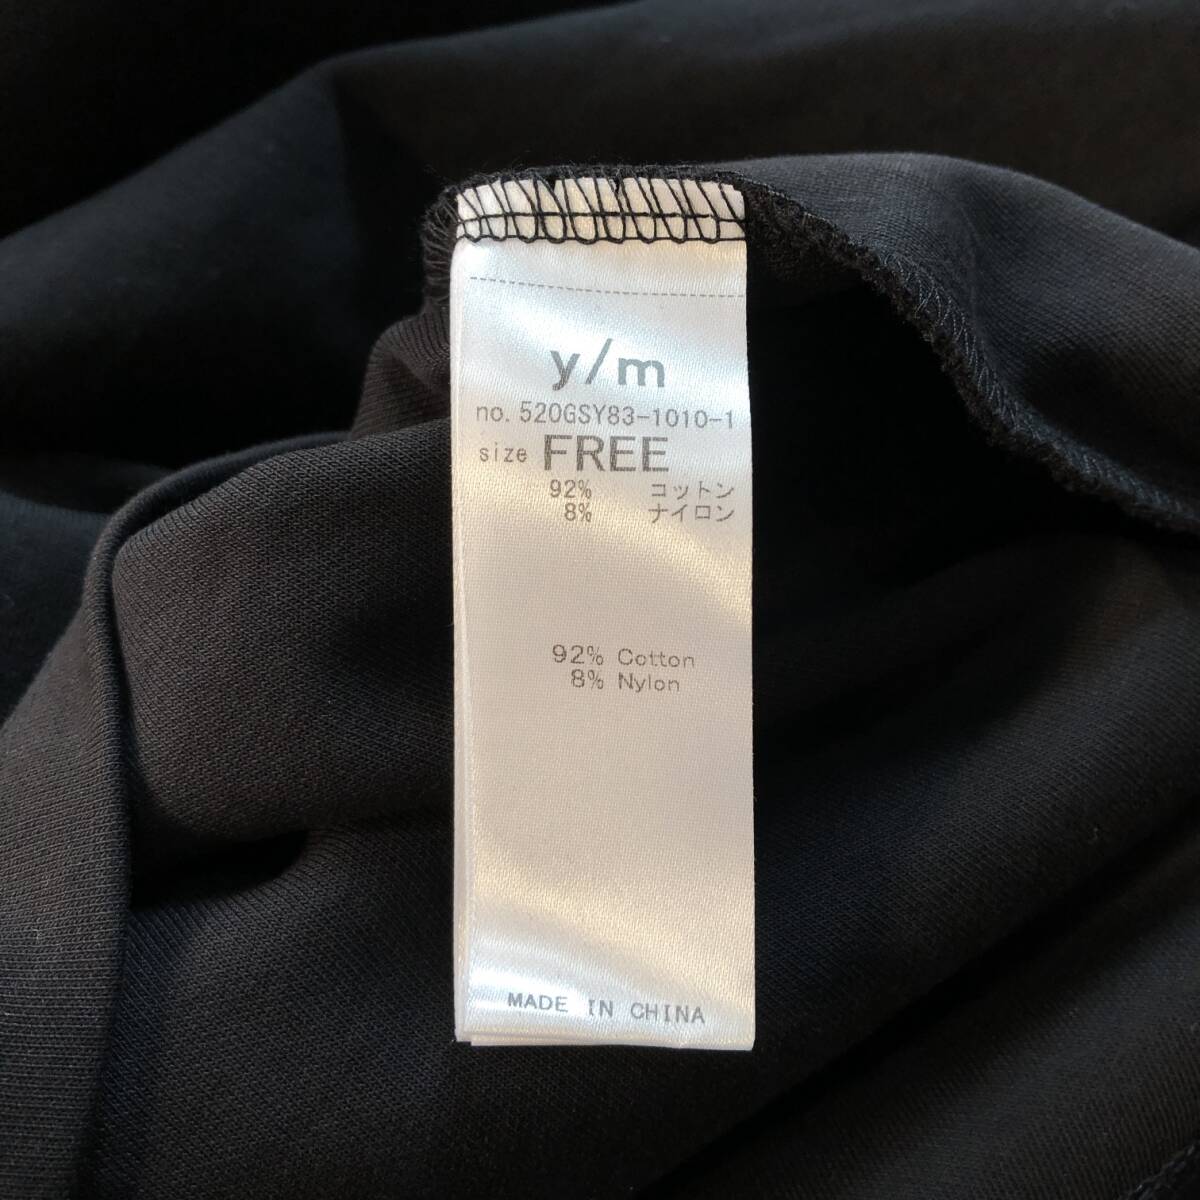 y/m
no. 520GSY83-1010-1
size FREE
92% コットン
8% ナイロン
92% Cotton
8% Nylon
MADE IN CHINA